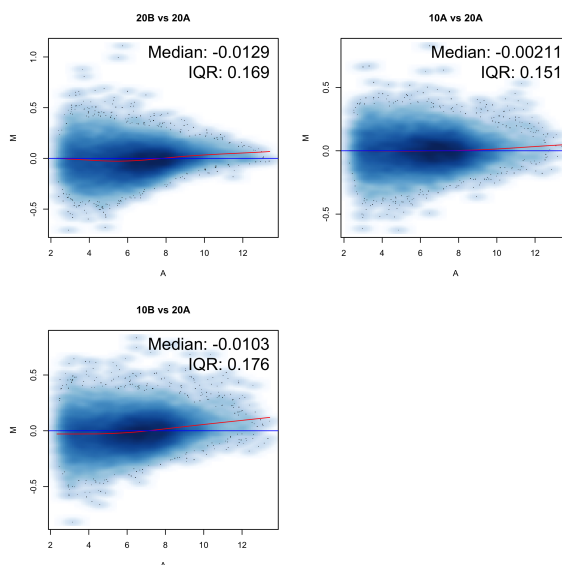 20B vs 20A
Median: -0.0129
IQR: 0.169
M
1.0
0.5
0.0
-0.5
2 4 6 8 10 12
A
10A vs 20A
Median: -0.00211
IQR: 0.151
M
0.5
0.0
-0.5
2 4 6 8 10 12
A
10B vs 20A
Median: -0.0103
IQR: 0.176
M
0.5
0.0
-0.5
2 4 6 8 10 12